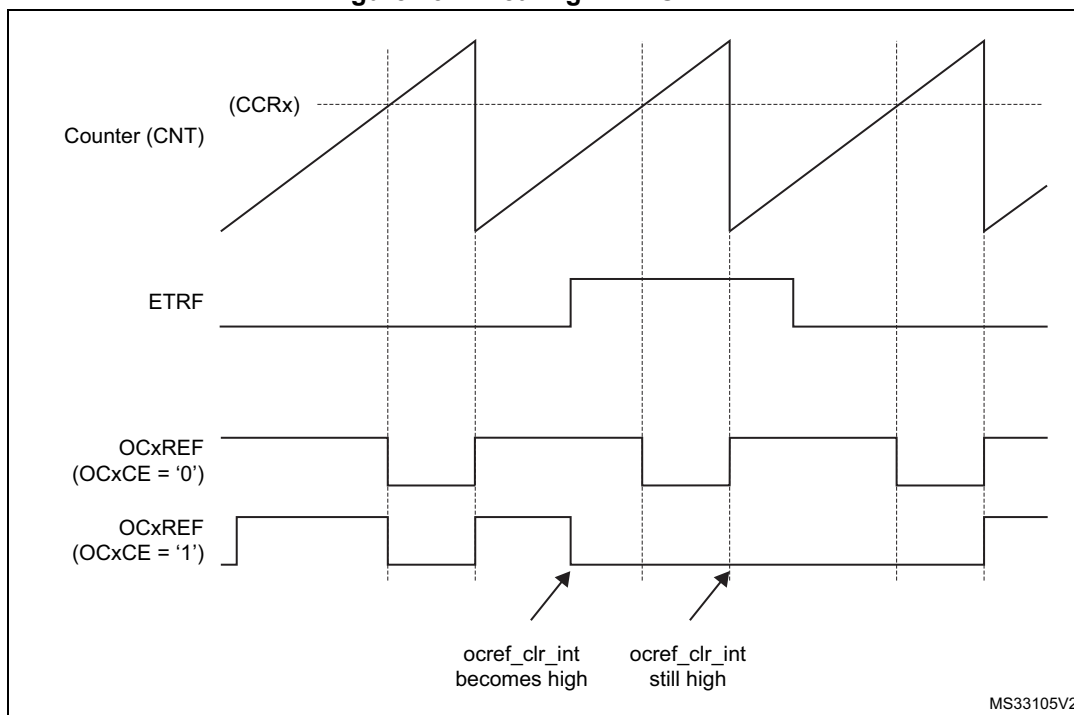 (CCRx)
Counter (CNT)
ETRF
OCxREF
(OCxCE = ‘0’)
OCxREF
(OCxCE = ‘1’)
ocref_clr_int
becomes high
ocref_clr_int
still high
MS33105V2